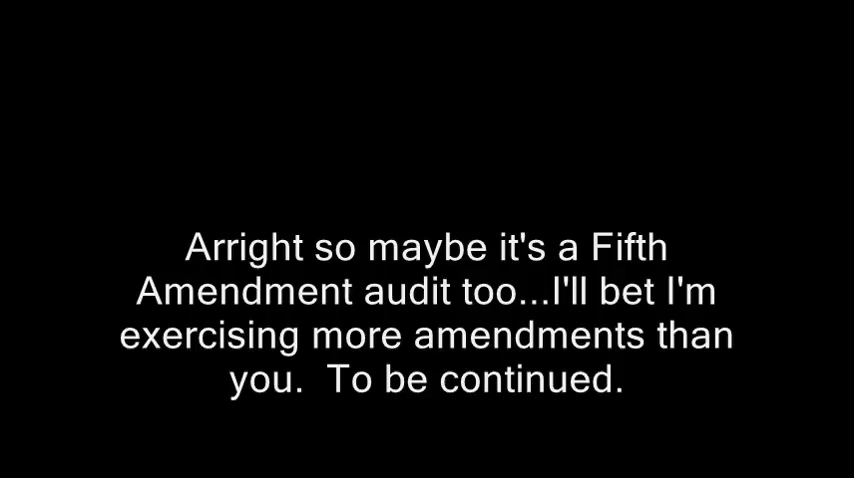 Arright so maybe it's a Fifth
Amendment audit too...I'll bet I'm
exercising more amendments than
you.  To be continued.